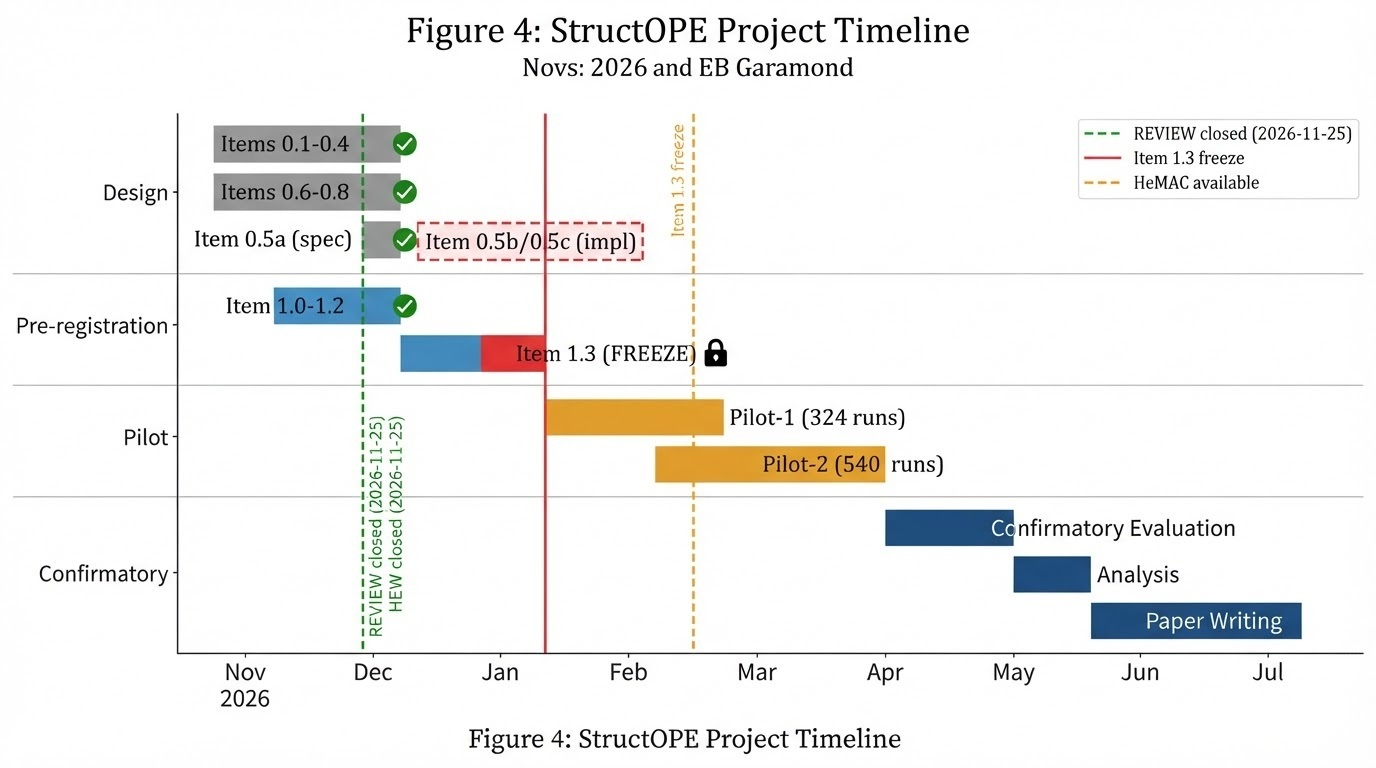 Figure 4: StructOPE Project Timeline
Novs: 2026 and EB Garamond
REVIEW closed (2026-11-25)
Item 1.3 freeze
HeMAC available
Design
Items 0.1-0.4
Items 0.6-0.8
Item 0.5a (spec)
Item 0.5b/0.5c (impl)
Item 1.3 freeze
Pre-registration
Item 1.0-1.2
Item 1.3 (FREEZE)
Pilot
Pilot-1 (324 runs)
Pilot-2 (540 runs)
REVIEW closed (2026-11-25)
HEW closed (2026-11-25)
Confirmatory
Confirmatory Evaluation
Analysis
Paper Writing
Nov Dec Jan Feb Mar Apr May Jun Jul
2026
Figure 4: StructOPE Project Timeline